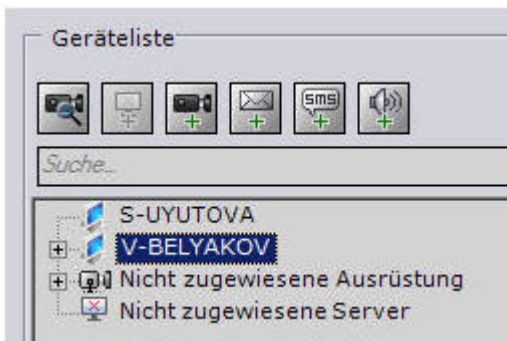 Geräteliste
SMS
Suche...
S-UYUTOVA
V-BELYAKOV
Nicht zugewiesene Ausrüstung
Nicht zugewiesene Server